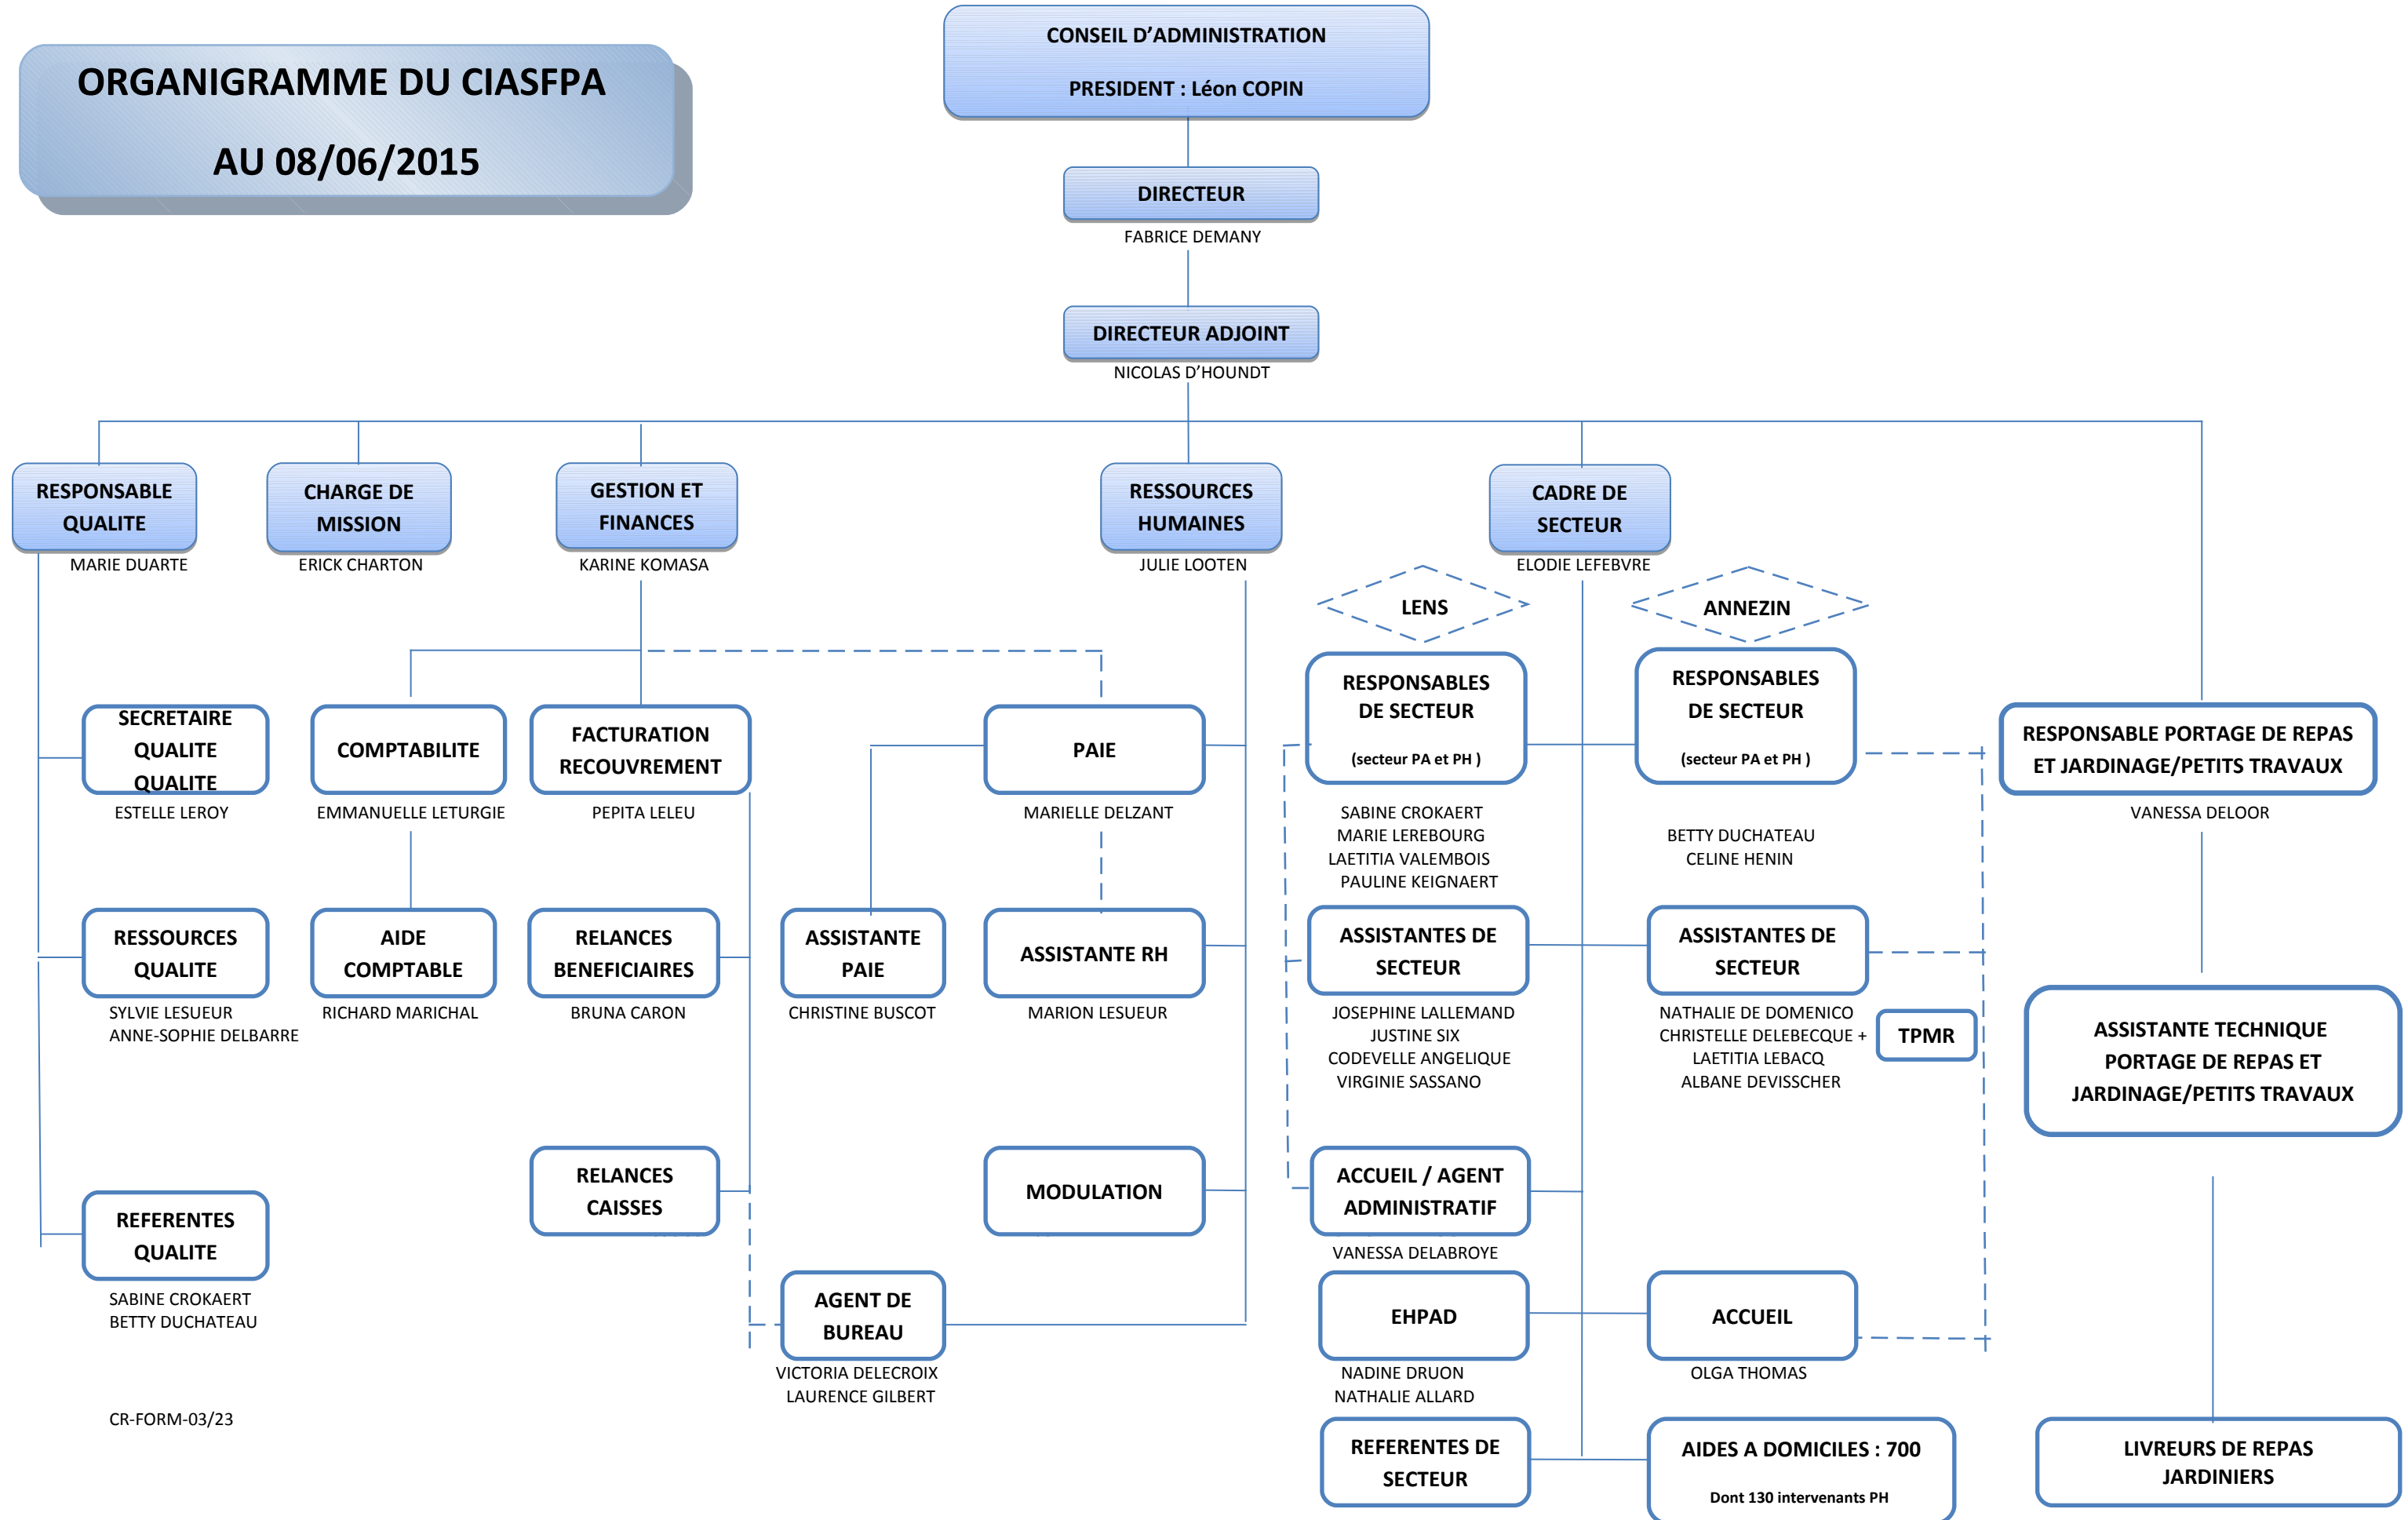 ORGANIGRAMME DU CIASFPA
AU 08/06/2015
CONSEIL D’ADMINISTRATION
PRESIDENT : Léon COPIN
DIRECTEUR
FABRICE DEMANY
DIRECTEUR ADJOINT
NICOLAS D’HOUNDT
RESPONSABLE
QUALITE
MARIE DUARTE
CHARGE DE
MISSION
ERICK CHARTON
GESTION ET
FINANCES
KARINE KOMASA
RESSOURCES
HUMAINES
JULIE LOOTEN
CADRE DE
SECTEUR
ELODIE LEFEBVRE
LENS
ANNEZIN
SECRETAIRE
QUALITE
QUALITE
ESTELLE LEROY
COMPTABILITE
EMMANUELLE LETURGIE
FACTURATION
RECOUVREMENT
PEPITA LELEU
PAIE
MARIELLE DELZANT
RESPONSABLES
DE SECTEUR
(secteur PA et PH )
SABINE CROKAERT
MARIE LEREBOURG
LAETITIA VALEMBOIS
PAULINE KEIGNAERT
RESPONSABLES
DE SECTEUR
(secteur PA et PH )
BETTY DUCHATEAU
CELINE HENIN
RESPONSABLE PORTAGE DE REPAS
ET JARDINAGE/PETITS TRAVAUX
VANESSA DELOOR
RESSOURCES
QUALITE
SYLVIE LESUEUR
ANNE-SOPHIE DELBARRE
AIDE
COMPTABLE
RICHARD MARICHAL
RELANCES
BENEFICIAIRES
BRUNA CARON
ASSISTANTE
PAIE
CHRISTINE BUSCOT
ASSISTANTE RH
MARION LESUEUR
ASSISTANTES DE
SECTEUR
JOSEPHINE LALLEMAND
JUSTINE SIX
CODEVELLE ANGELIQUE
VIRGINIE SASSANO
ASSISTANTES DE
SECTEUR
NATHALIE DE DOMENICO
CHRISTELLE DELEBECQUE +
LAETITIA LEBACQ
ALBANE DEVISSCHER
TPMR
ASSISTANTE TECHNIQUE
PORTAGE DE REPAS ET
JARDINAGE/PETITS TRAVAUX
REFERENTES
QUALITE
SABINE CROKAERT
BETTY DUCHATEAU
RELANCES
CAISSES
MODULATION
ACCUEIL / AGENT
ADMINISTRATIF
VANESSA DELABROYE
AGENT DE
BUREAU
VICTORIA DELECROIX
LAURENCE GILBERT
EHPAD
NADINE DRUON
NATHALIE ALLARD
ACCUEIL
OLGA THOMAS
CR-FORM-03/23
REFERENTES DE
SECTEUR
AIDES A DOMICILES : 700
Dont 130 intervenants PH
LIVREURS DE REPAS
JARDINIERS